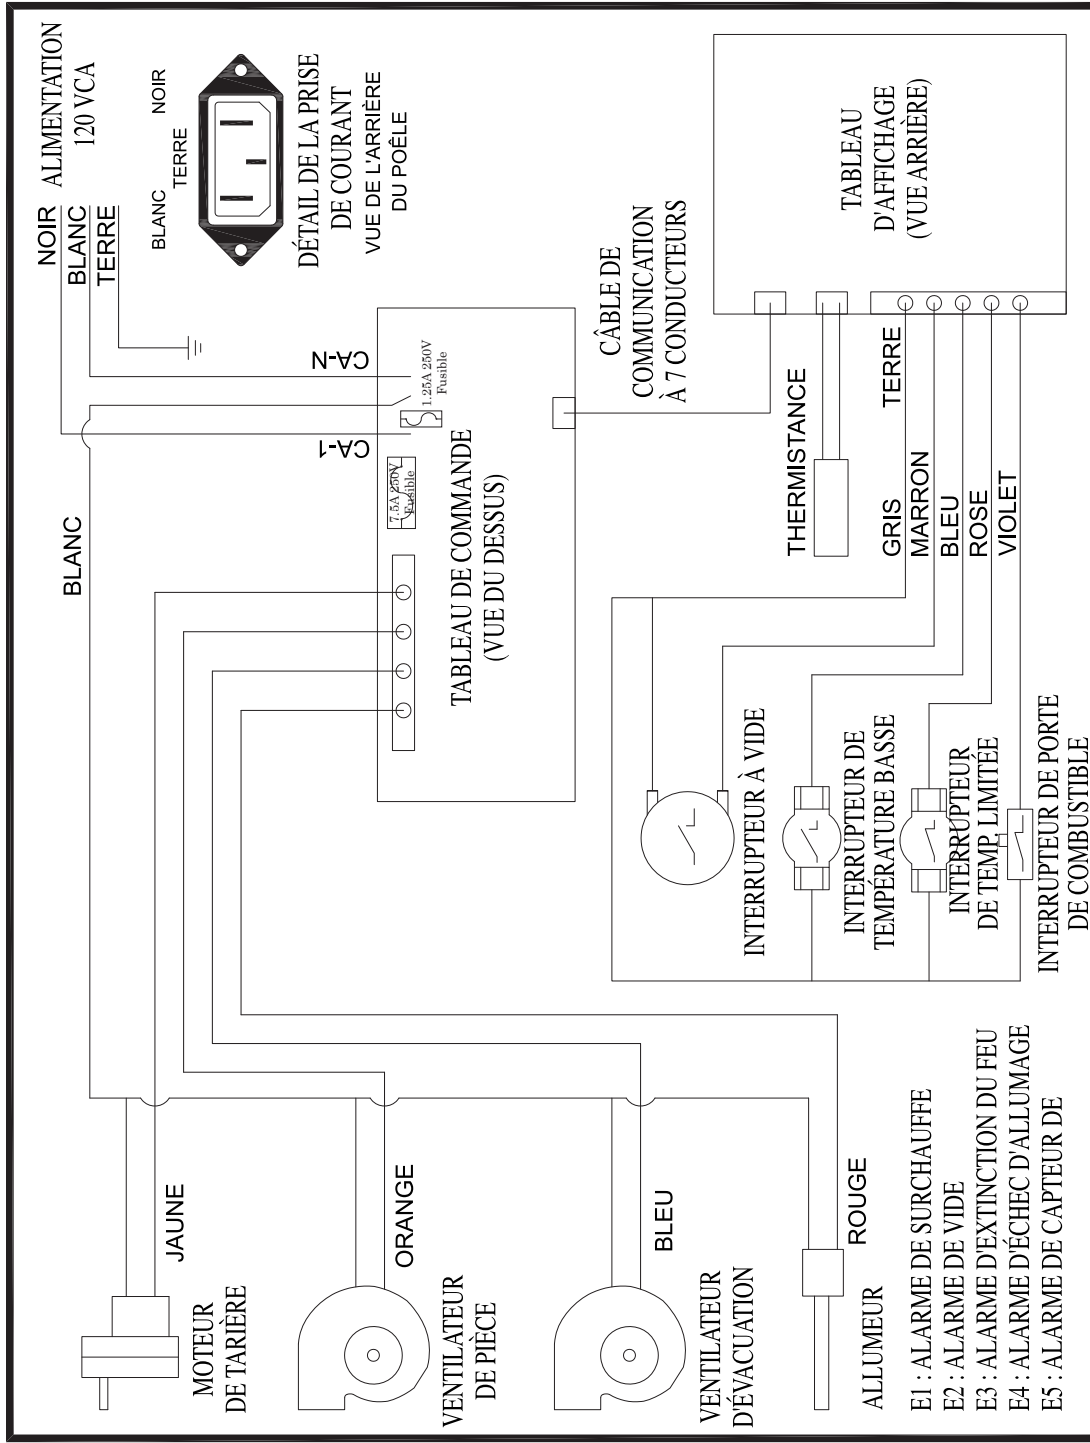 MOTEUR
DE TARIÈRE
JAUNE
VENTILATEUR
DE PIÈCE
ORANGE
VENTILATEUR
D'ÉVACUATION
BLEU
ALLUMEUR
ROUGE
E1 : ALARME DE SURCHAUFFE
E2 : ALARME DE VIDE
E3 : ALARME D'EXTINCTION DU FEU
E4 : ALARME D'ÉCHEC D'ALLUMAGE
E5 : ALARME DE CAPTEUR DE
BLANC
TABLEAU DE COMMANDE
(VUE DU DESSUS)
7.5A 250V
Fusible
1.25A 250V
Fusible
CA-1
CA-N
NOIR
BLANC
TERRE
ALIMENTATION
120 VCA
BLANC
TERRE
NOIR
DÉTAIL DE LA PRISE
DE COURANT
VUE DE L'ARRIÈRE
DU POÊLE
CÂBLE DE
COMMUNICATION
À 7 CONDUCTEURS
TABLEAU
D'AFFICHAGE
(VUE ARRIÈRE)
THERMISTANCE
GRIS
TERRE
MARRON
BLEU
ROSE
VIOLET
INTERRUPTEUR À VIDE
INTERRUPTEUR DE
TEMPÉRATURE BASSE
INTERRUPTEUR
DE TEMP. LIMITÉE
INTERRUPTEUR DE PORTE
DE COMBUSTIBLE